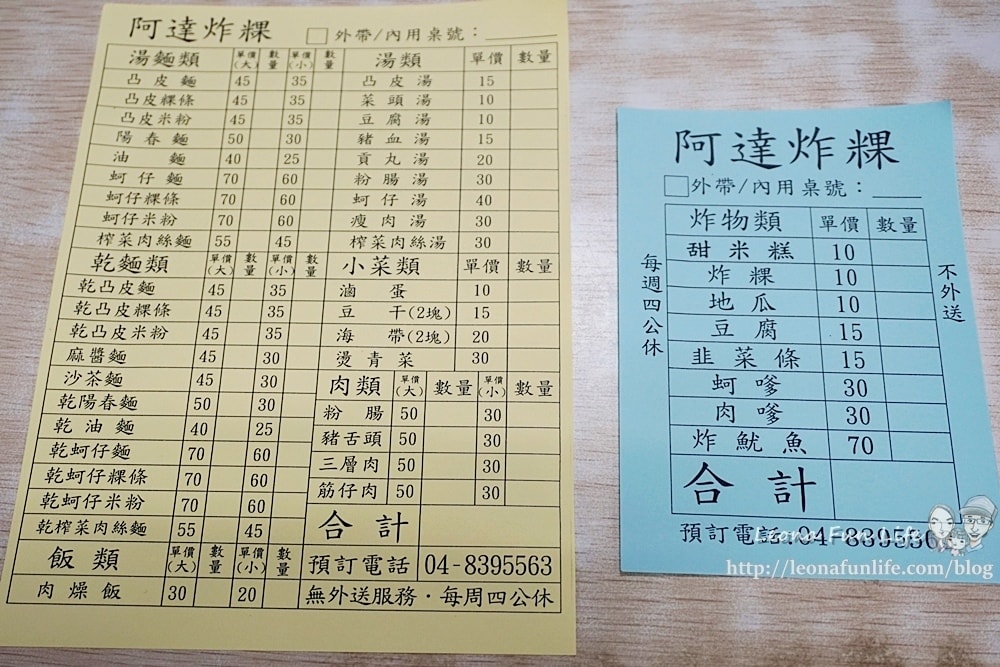 阿達炸粿 □外帶/內用桌號：
湯麵類 單價(大) 數量 單價(小) 數量 湯類 單價 數量
凸皮麵 45 35 凸皮湯 15
凸皮粿條 45 35 菜頭湯 10
凸皮米粉 45 35 豆腐湯 10
陽春麵 50 30 豬血湯 15
油麵 40 25 貢丸湯 20
蚵仔麵 70 60 粉腸湯 30
蚵仔粿條 70 60 蚵仔湯 40
蚵仔米粉 70 60 瘦肉湯 30
榨菜肉絲麵 55 45 榨菜肉絲湯 30
乾麵類 單價(大) 數量 單價(小) 數量 小菜類 單價 數量
乾凸皮麵 45 35 滷蛋 10
乾凸皮粿條 45 35 豆干(2塊) 15
乾凸皮米粉 45 35 海帶(2塊) 20
麻醬麵 45 30 燙青菜 30
沙茶麵 45 30 肉類 單價(大) 數量 單價(小) 數量
乾陽春麵 50 30 粉腸 50 30
乾油麵 40 25 豬舌頭 50 30
乾蚵仔麵 70 60 三層肉 50 30
乾蚵仔粿條 70 60 筋仔肉 50 30
乾蚵仔米粉 70 60 合計
乾榨菜肉絲麵 55 45
飯類 單價(大) 數量 單價(小) 數量 預訂電話 04-8395563
肉燥飯 30 20 無外送服務‧每周四公休
阿達炸粿
□外帶/內用桌號：
炸物類 單價 數量
甜米糕 10
炸粿 10
地瓜 10
豆腐 15
韭菜條 15
蚵嗲 30
肉嗲 30
炸魷魚 70
合計
每週四公休
不外送
預訂電話 04-839556
Leona Fun Life
http://leonafunlife.com/blog